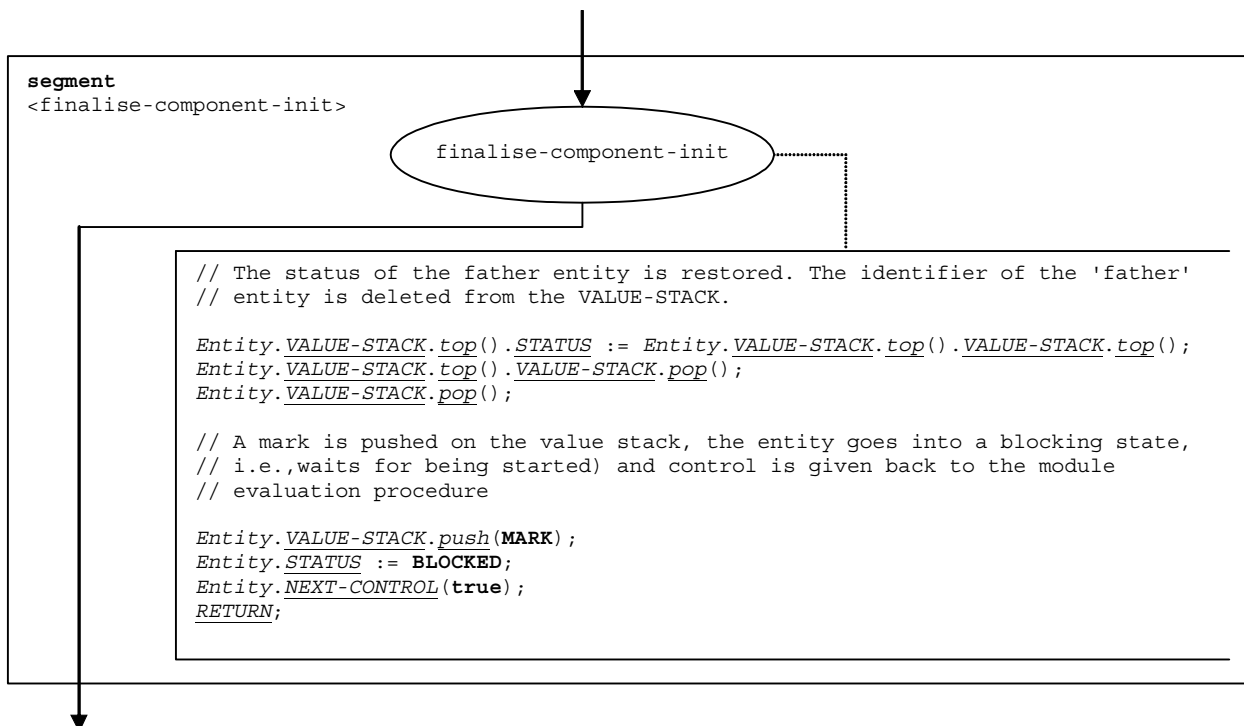 segment
<finalise-component-init>
finalise-component-init
// The status of the father entity is restored. The identifier of the 'father'
// entity is deleted from the VALUE-STACK.
Entity.VALUE-STACK.top().STATUS := Entity.VALUE-STACK.top().VALUE-STACK.top();
Entity.VALUE-STACK.top().VALUE-STACK.pop();
Entity.VALUE-STACK.pop();
// A mark is pushed on the value stack, the entity goes into a blocking state,
// i.e.,waits for being started) and control is given back to the module
// evaluation procedure
Entity.VALUE-STACK.push(MARK);
Entity.STATUS := BLOCKED;
Entity.NEXT-CONTROL(true);
RETURN;